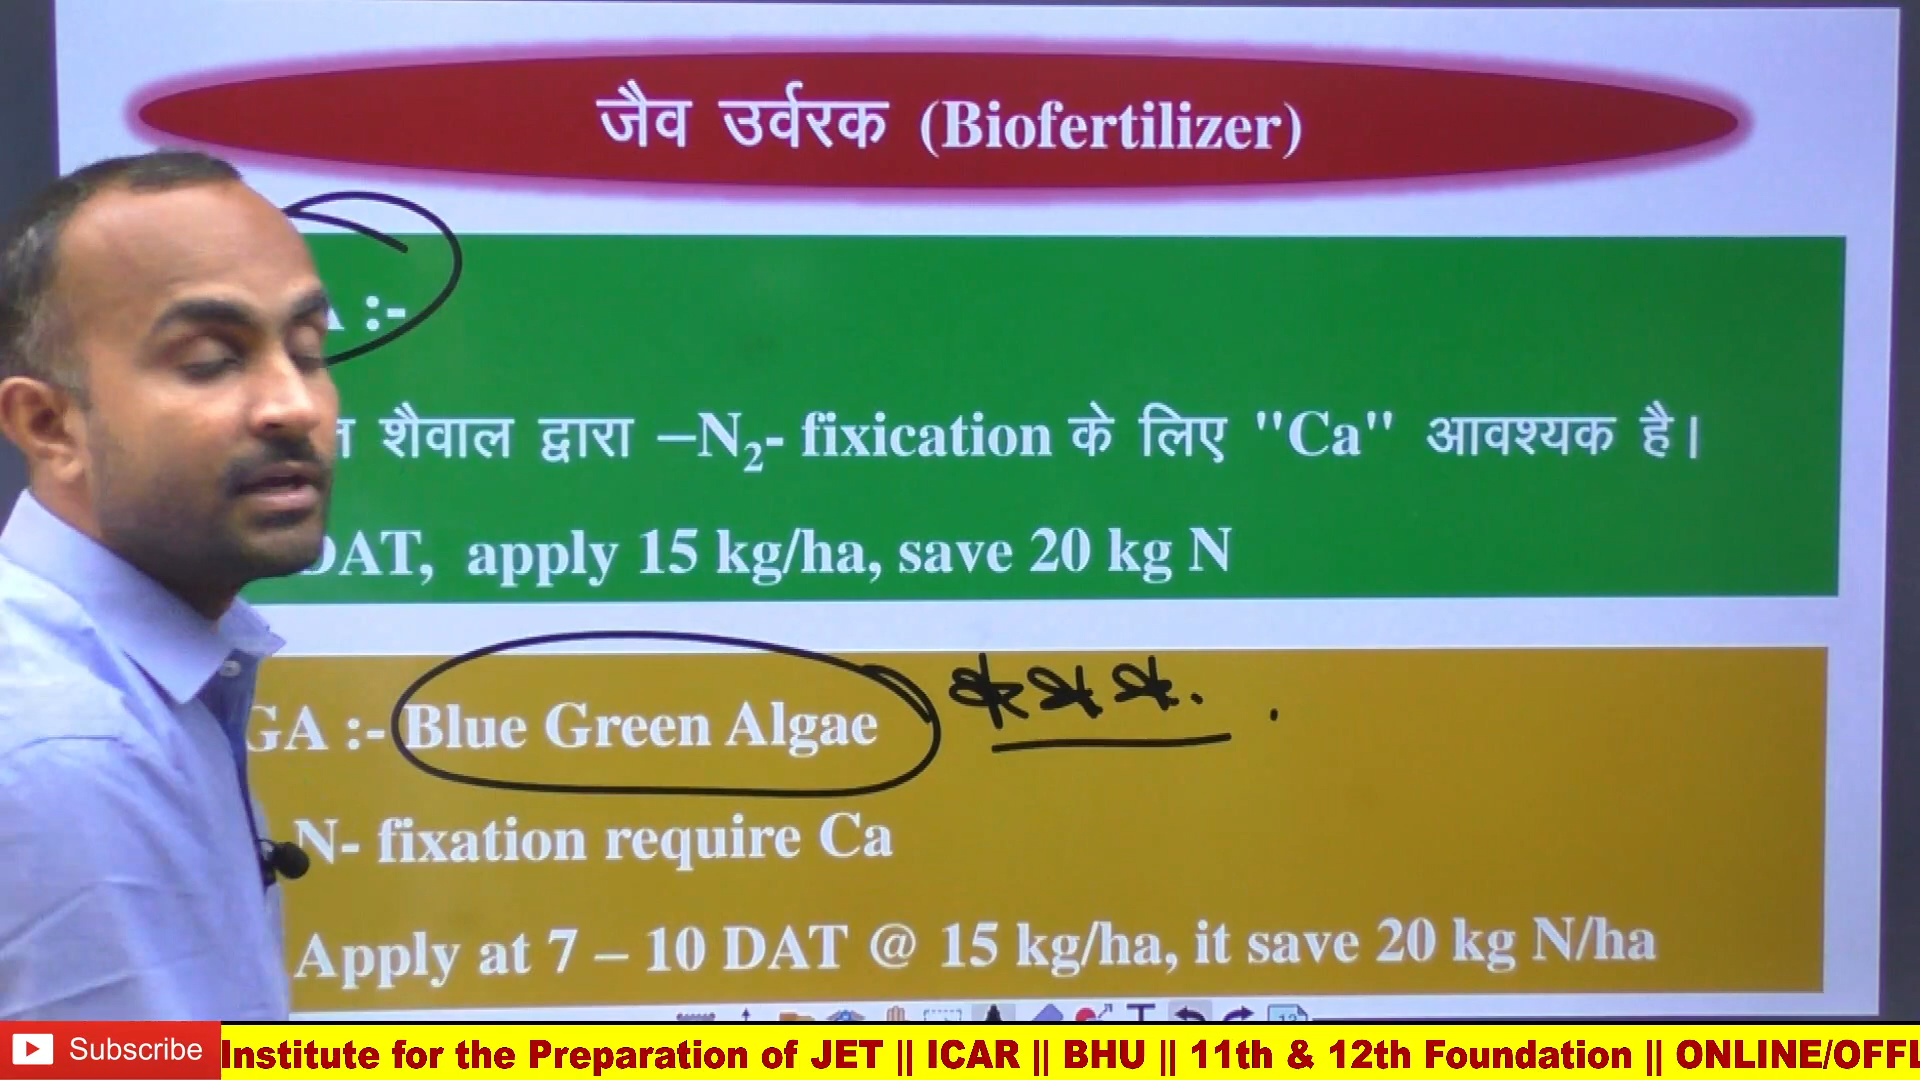 जैव उर्वरक (Biofertilizer)
:-
शैवाल द्वारा –N₂- fixication के लिए "Ca" आवश्यक है।
DAT, apply 15 kg/ha, save 20 kg N
GA :- Blue Green Algae
N- fixation require Ca
Apply at 7 – 10 DAT @ 15 kg/ha, it save 20 kg N/ha
Subscribe
Institute for the Preparation of JET || ICAR || BHU || 11th & 12th Foundation || ONLINE/OFFL